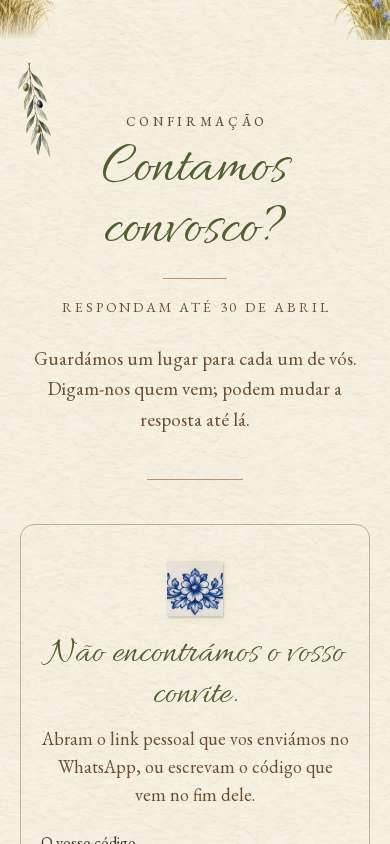 CONFIRMAÇÃO
Contamos
convosco?
RESPONDAM ATÉ 30 DE ABRIL
Guardámos um lugar para cada um de vós.
Digam-nos quem vem; podem mudar a
resposta até lá.
Não encontrámos o vosso
convite.
Abram o link pessoal que vos enviámos no
WhatsApp, ou escrevam o código que
vem no fim dele.
O vosso código